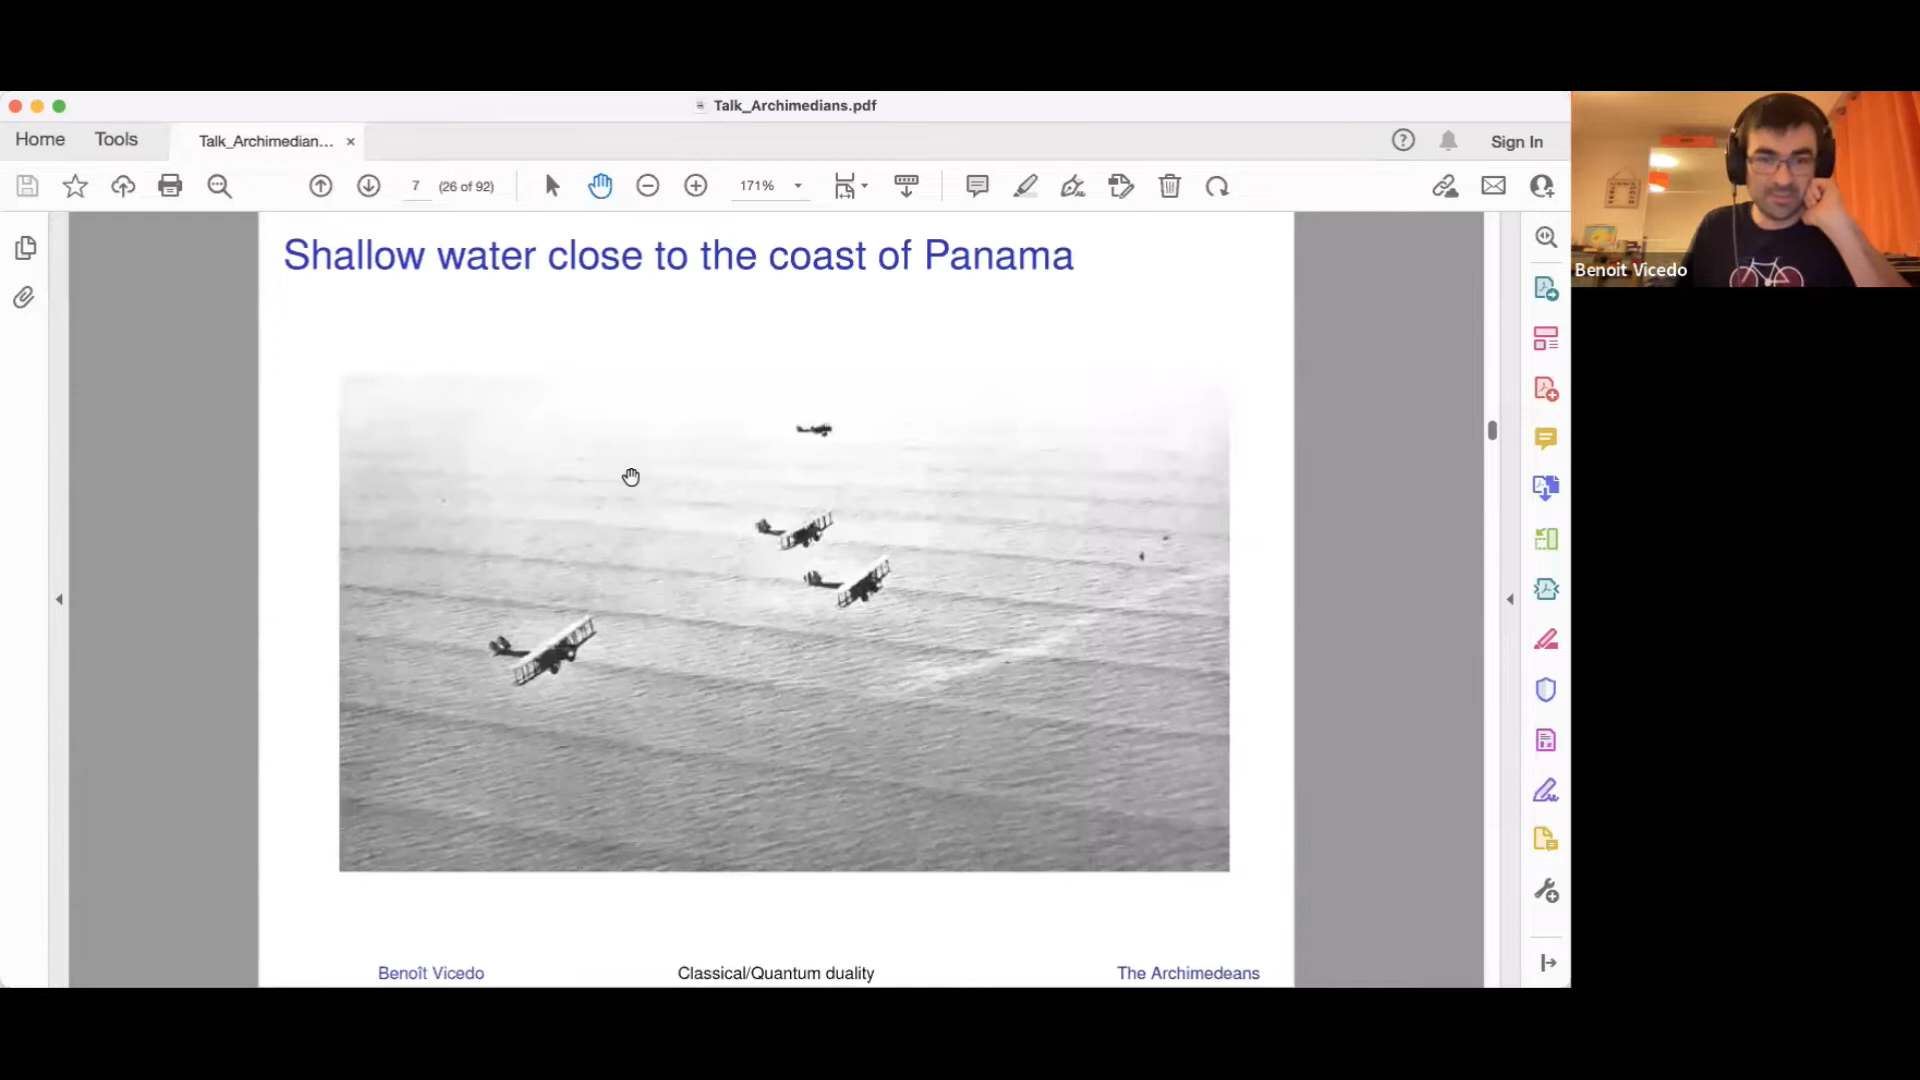 Talk_Archimedians.pdf
Home Tools Talk_Archimedian... × Sign In
7 (26 of 92) 171%
Benoit Vicedo
Shallow water close to the coast of Panama
Benoît Vicedo Classical/Quantum duality The Archimedeans